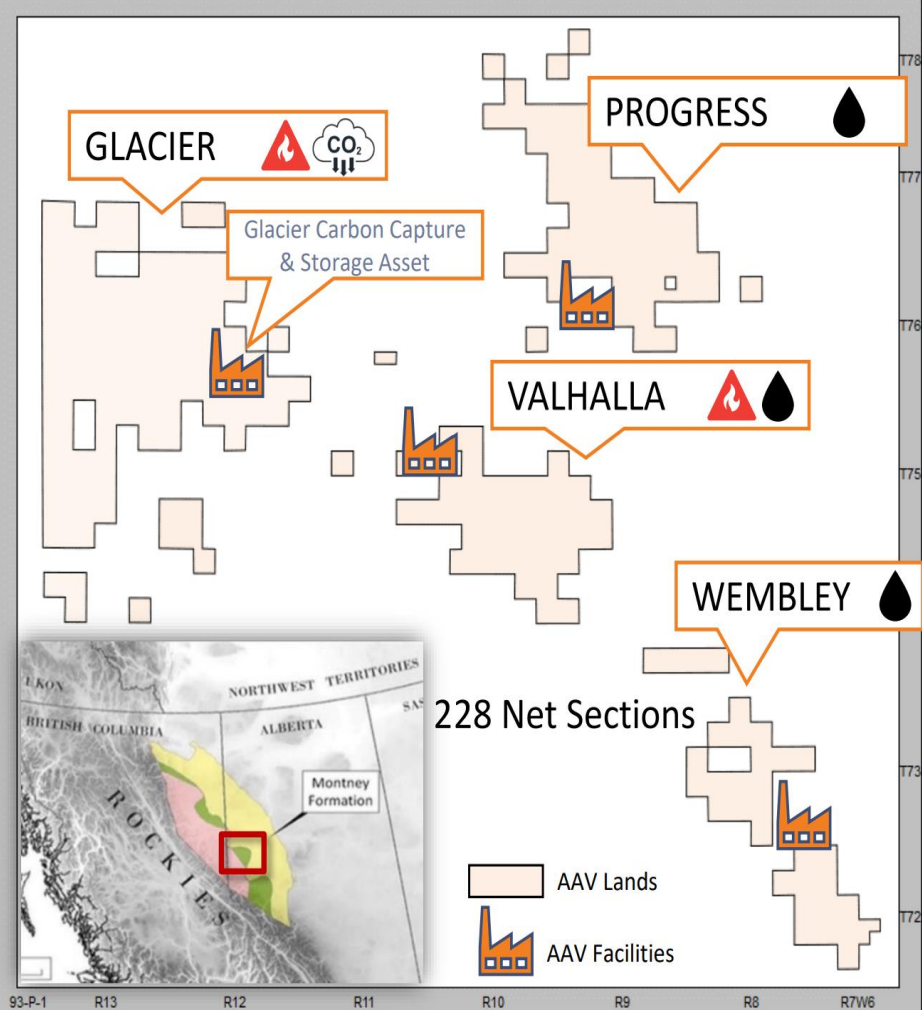 T78
PROGRESS
GLACIER
CO₂
T77
Glacier Carbon Capture
& Storage Asset
T76
VALHALLA
T75
WEMBLEY
228 Net Sections
NORTHWEST TERRITORIES
BRITISH COLUMBIA
ALBERTA
Montney
Formation
ROCKIES
T73
AAV Lands
T72
AAV Facilities
93-P-1
R13
R12
R11
R10
R9
R8
R7W6